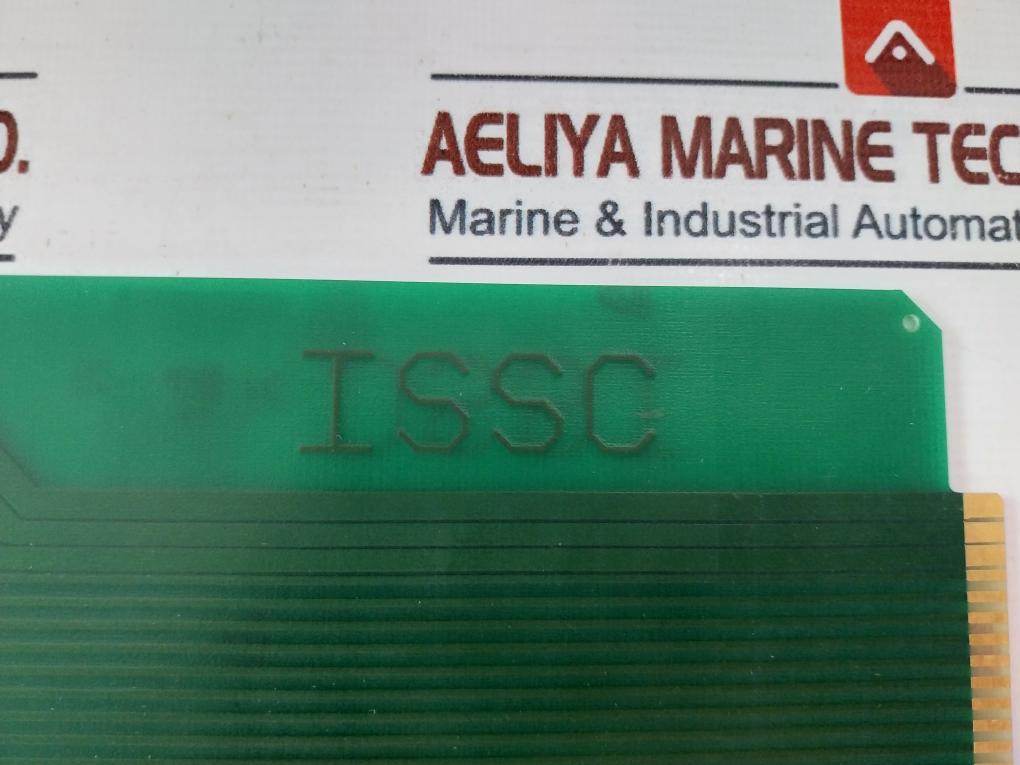 D.
AELIYA MARINE TEC
y
Marine & Industrial Automat
ISSC